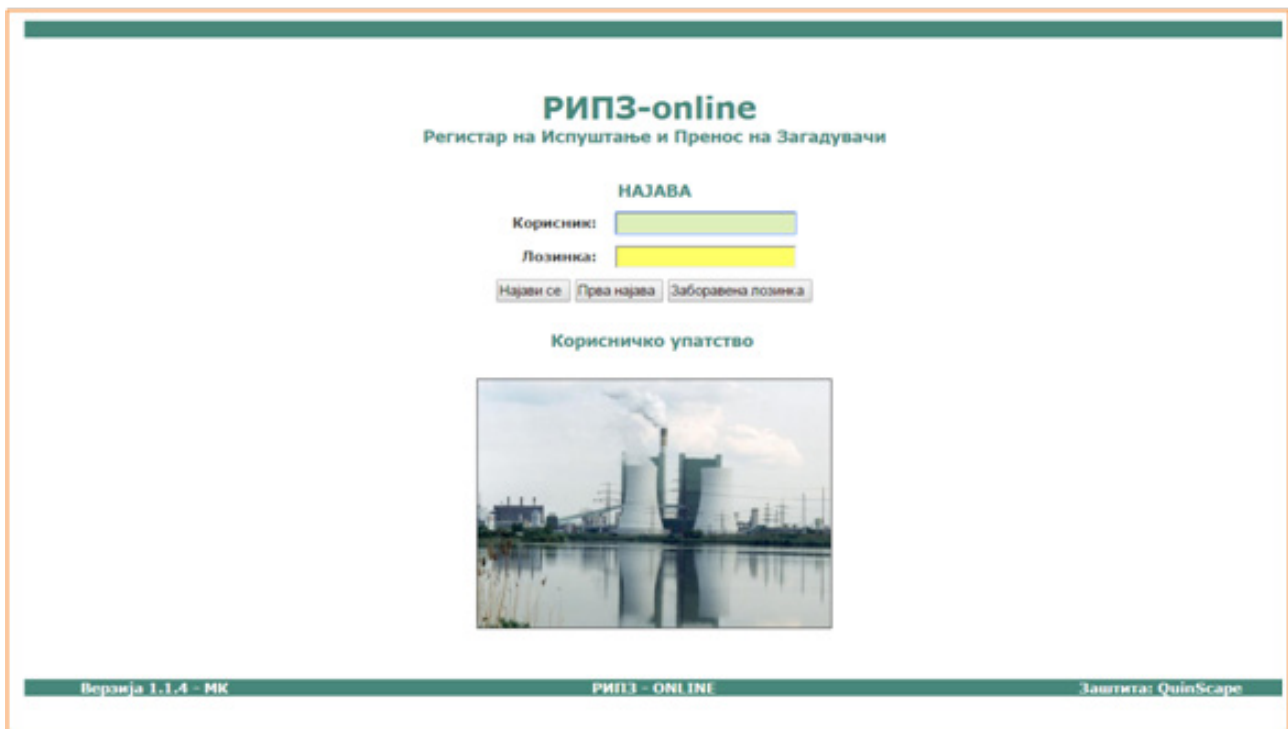 РИПЗ-online
Регистар на Испуштање и Пренос на Загадувачи
НАЈАВА
Корисник:
Лозинка:
Најави се Прва најава Заборавена лозинка
Корисничко упатство
Верзија 1.1.4 - МК РИПЗ - ONLINE Заштита: QuinScape